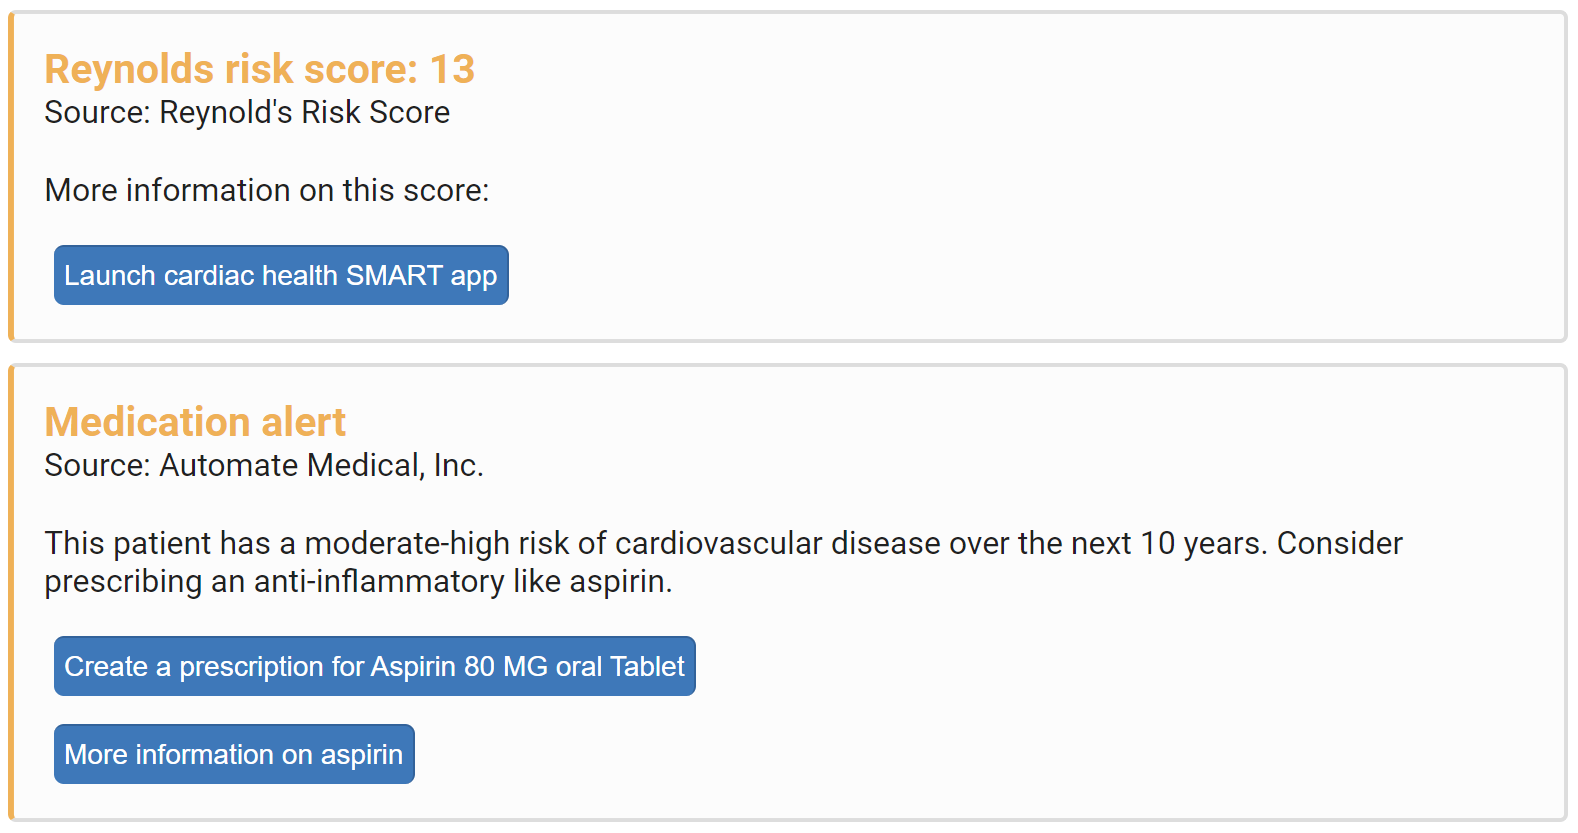 Reynolds risk score: 13
Source: Reynold's Risk Score
More information on this score:
Launch cardiac health SMART app
Medication alert
Source: Automate Medical, Inc.
This patient has a moderate-high risk of cardiovascular disease over the next 10 years. Consider
prescribing an anti-inflammatory like aspirin.
Create a prescription for Aspirin 80 MG oral Tablet
More information on aspirin